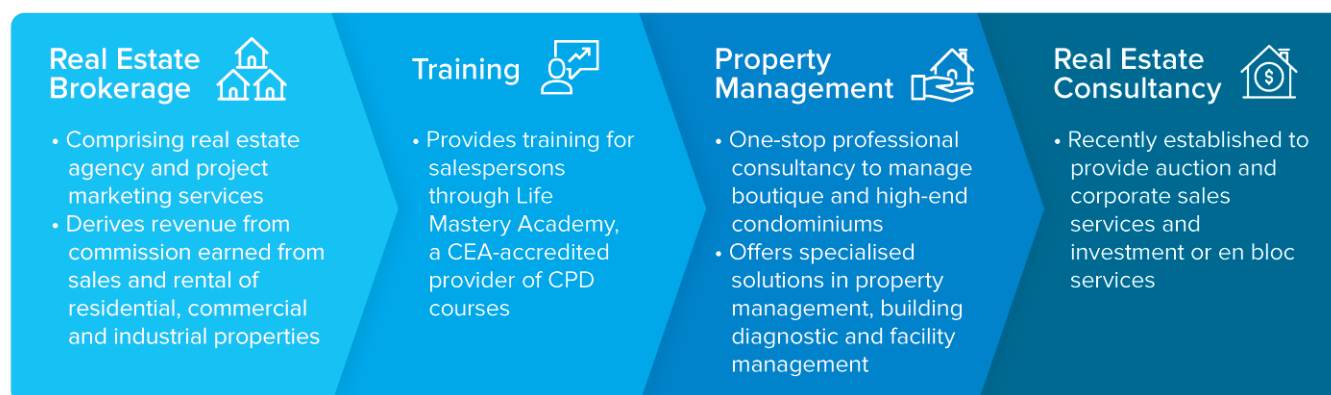 Real Estate
Brokerage
• Comprising real estate
agency and project
marketing services
• Derives revenue from
commission earned from
sales and rental of
residential, commercial
and industrial properties
Training
• Provides training for
salespersons
through Life
Mastery Academy,
a CEA-accredited
provider of CPD
courses
Property
Management
• One-stop professional
consultancy to manage
boutique and high-end
condominiums
• Offers specialised
solutions in property
management, building
diagnostic and facility
management
Real Estate
Consultancy
$
• Recently established to
provide auction and
corporate sales
services and
investment or en bloc
services